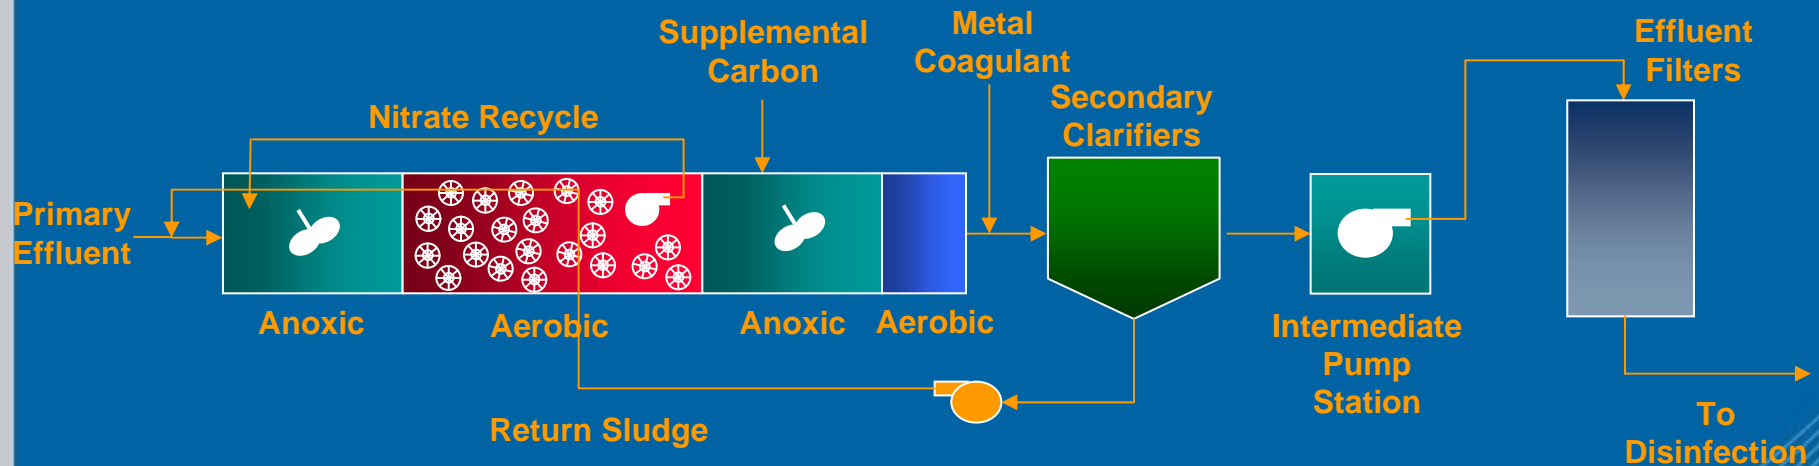 Supplemental
Carbon
Metal
Coagulant
Effluent
Filters
Nitrate Recycle
Secondary
Clarifiers
Primary
Effluent
Anoxic
Aerobic
Anoxic
Aerobic
Intermediate
Pump
Station
Return Sludge
To
Disinfection